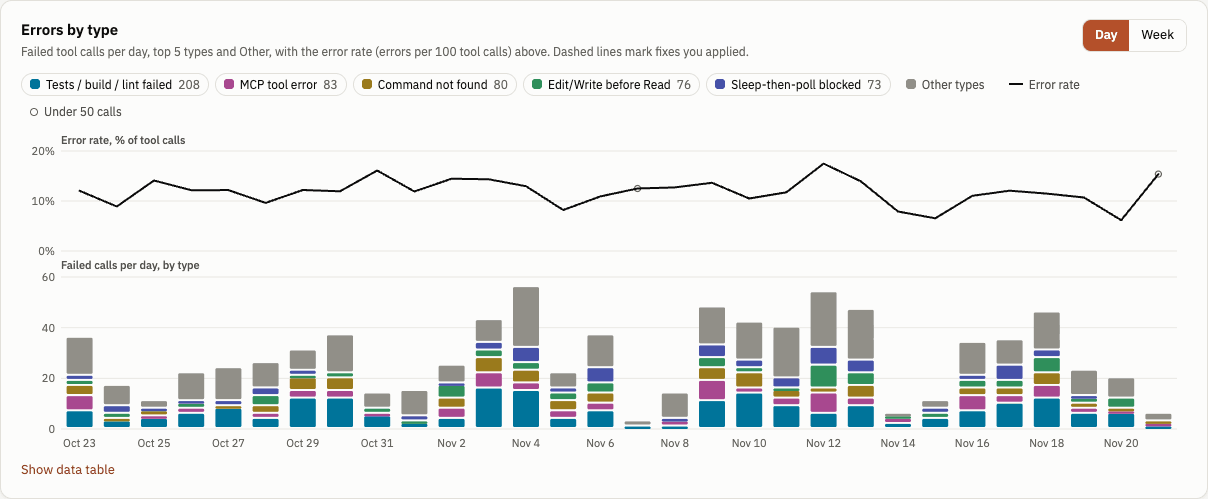 Errors by type
Failed tool calls per day, top 5 types and Other, with the error rate (errors per 100 tool calls) above. Dashed lines mark fixes you applied.
Day Week
Tests / build / lint failed 208 MCP tool error 83 Command not found 80 Edit/Write before Read 76 Sleep-then-poll blocked 73 Other types Error rate
Under 50 calls
Error rate, % of tool calls
20%
10%
0%
Failed calls per day, by type
60
40
20
0
Oct 23 Oct 25 Oct 27 Oct 29 Oct 31 Nov 2 Nov 4 Nov 6 Nov 8 Nov 10 Nov 12 Nov 14 Nov 16 Nov 18 Nov 20
Show data table